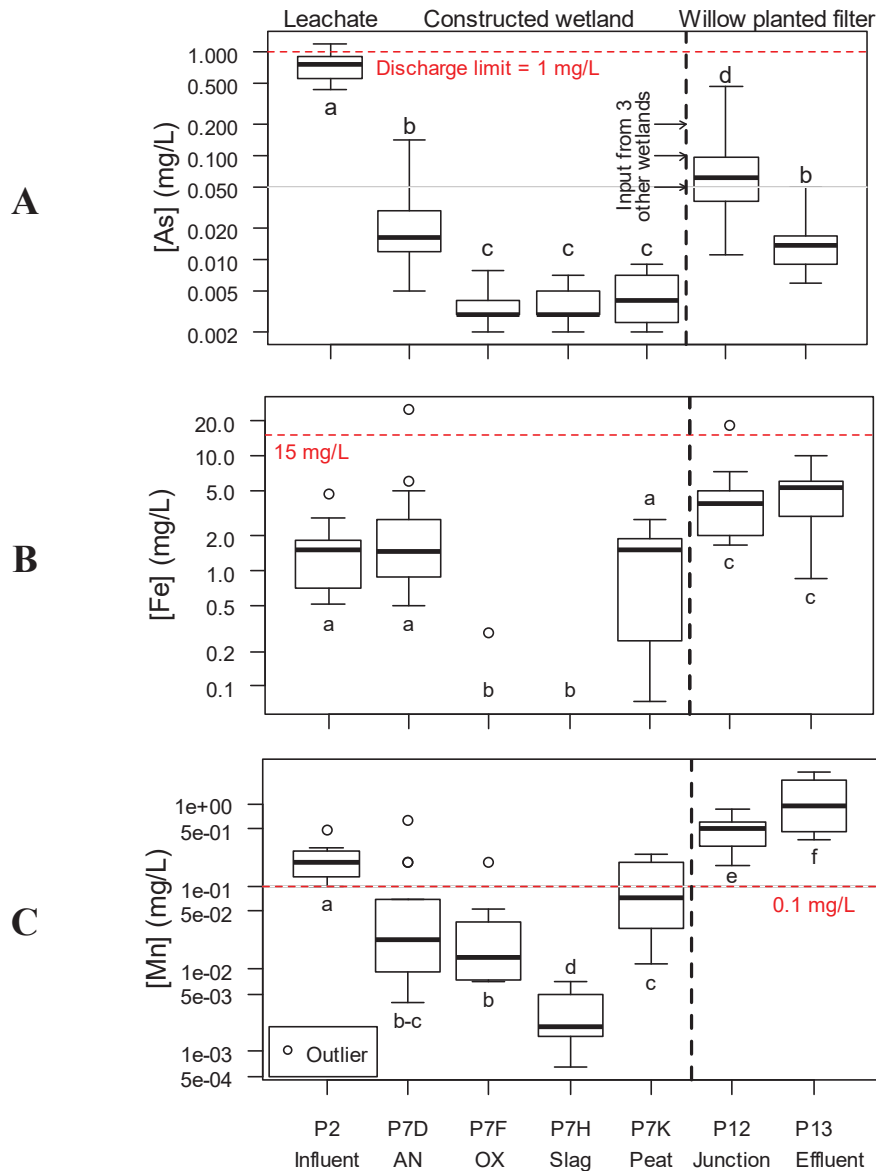 Leachate Constructed wetland Willow planted filter
A
[As] (mg/L)
1.000
0.500
0.200
0.100
0.050
0.020
0.010
0.005
0.002
Discharge limit = 1 mg/L
Input from 3
other wetlands
a
b
c
c
c
d
b
B
[Fe] (mg/L)
20.0
10.0
5.0
2.0
1.0
0.5
0.2
0.1
15 mg/L
a
a
b
b
a
c
c
C
[Mn] (mg/L)
1e+00
5e-01
1e-01
5e-02
1e-02
5e-03
1e-03
5e-04
0.1 mg/L
a
b-c
b
d
c
e
f
Outlier
P2 P7D P7F P7H P7K P12 P13
Influent AN OX Slag Peat Junction Effluent